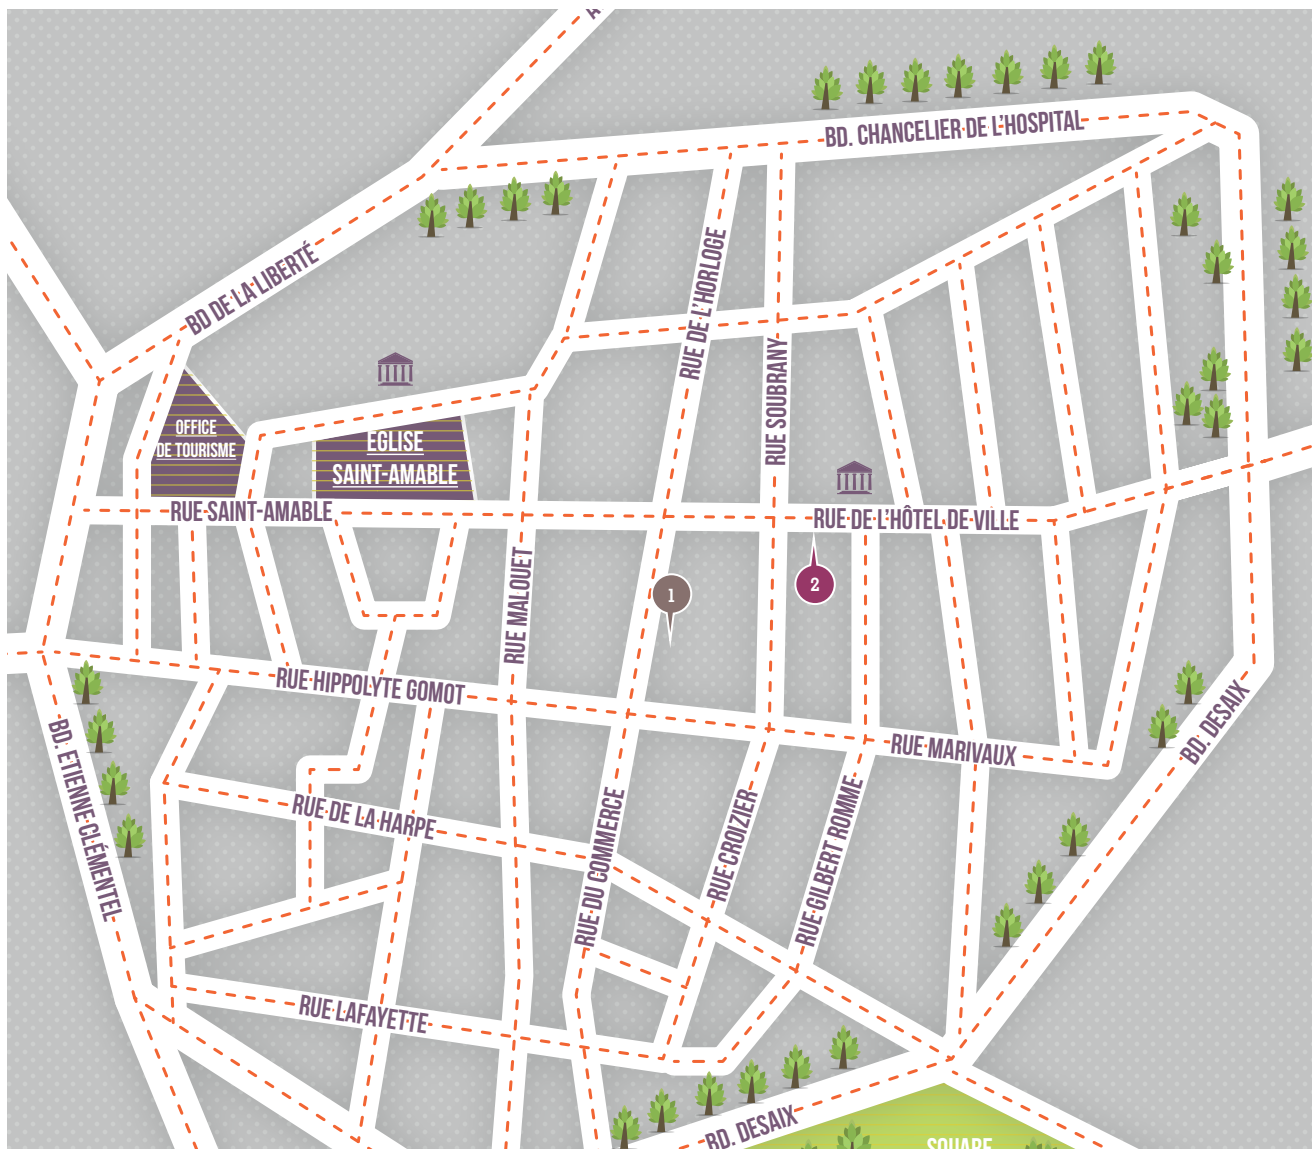 BD. CHANCELIER DE L'HOSPITAL
BD DE LA LIBERTÉ
RUE DE L'HORLOGE
RUE SOUBRANY
OFFICE
DE TOURISME
EGLISE
SAINT-AMABLE
RUE SAINT-AMABLE
RUE DE L'HÔTEL DE VILLE
1
2
RUE MALOUET
RUE HIPPOLYTE GOMOT
BD. DESAIX
RUE MARIVAUX
BD. ETIENNE CLÉMENTEL
RUE DE LA HARPE
RUE DU COMMERCE
RUE CROIZIER
RUE GILBERT ROMME
RUE LAFAYETTE
BD. DESAIX
SQUARE